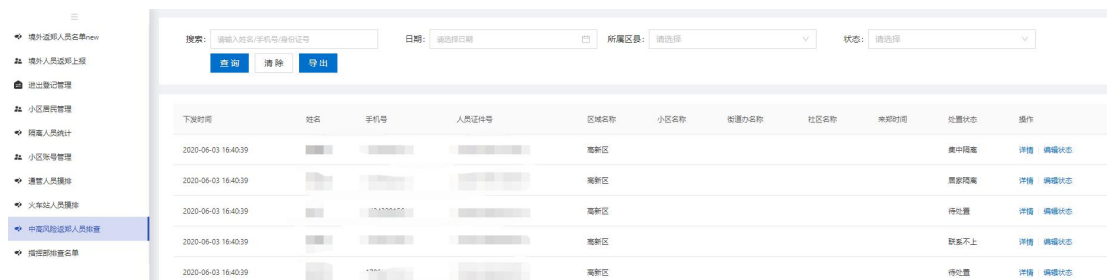 境外返郑人员名单new
境外人员返郑上报
进出登记管理
小区居民管理
隔离人员统计
小区账号管理
通管人员摸排
火车站人员摸排
中高风险返郑人员排查
指挥部排查名单
搜索: 请输入姓名/手机号/身份证号 日期: 请选择日期 所属区县: 请选择 状态: 请选择
查 询 清 除 导 出
下发时间 姓名 手机号 人员证件号 区域名称 小区名称 街道办名称 社区名称 来郑时间 处置状态 操作
2020-06-03 16:40:39 高新区 集中隔离 详情 编辑状态
2020-06-03 16:40:39 高新区 居家隔离 详情 编辑状态
2020-06-03 16:40:39 高新区 待处置 详情 编辑状态
2020-06-03 16:40:39 高新区 联系不上 详情 编辑状态
2020-06-03 16:40:39 高新区 待处置 详情 编辑状态